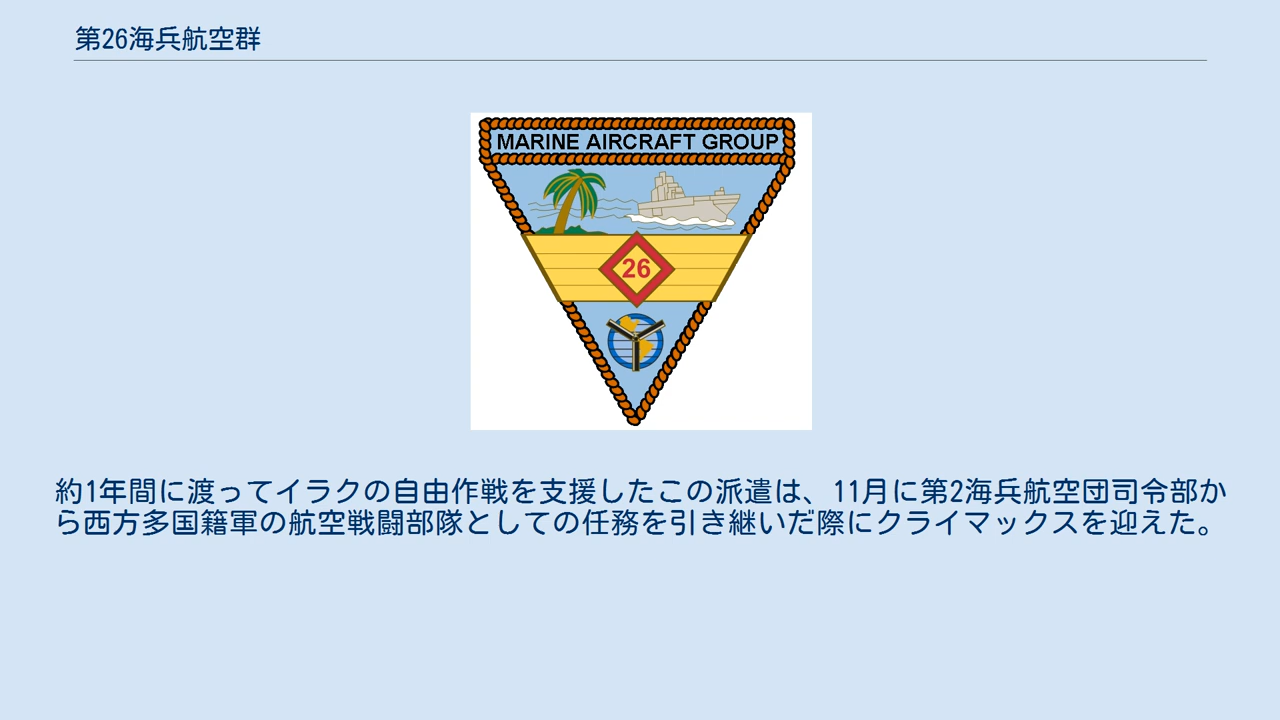 第26海兵航空群
MARINE AIRCRAFT GROUP
26
約1年間に渡ってイラクの自由作戦を支援したこの派遣は、11月に第2海兵航空団司令部か
ら西方多国籍軍の航空戦闘部隊としての任務を引き継いだ際にクライマックスを迎えた。